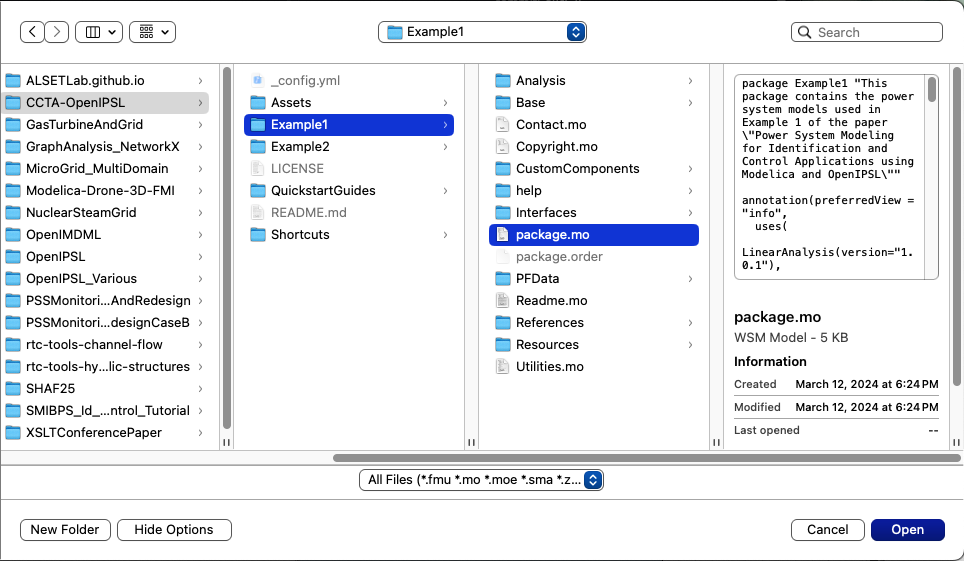 Example1
Search
ALSETLab.github.io
CCTA-OpenIPSL
GasTurbineAndGrid
GraphAnalysis_NetworkX
MicroGrid_MultiDomain
Modelica-Drone-3D-FMI
NuclearSteamGrid
OpenIMDML
OpenIPSL
OpenIPSL_Various
PSSMonitori...AndRedesign
PSSMonitori...designCaseB
rtc-tools-channel-flow
rtc-tools-hy...lic-structures
SHAF25
SMIBPS_Id_...ntrol_Tutorial
XSLTConferencePaper
_config.yml
Assets
Example1
Example2
LICENSE
QuickstartGuides
README.md
Shortcuts
Analysis
Base
Contact.mo
Copyright.mo
CustomComponents
help
Interfaces
package.mo
package.order
PFData
Readme.mo
References
Resources
Utilities.mo
package Example1 "This
package contains the power
system models used in
Example 1 of the paper
\"Power System Modeling
for Identification and
Control Applications using
Modelica and OpenIPSL\""
annotation(preferredView =
"info",
uses(
LinearAnalysis(version="1.
0.1"),
package.mo
WSM Model - 5 KB
Information
Created March 12, 2024 at 6:24 PM
Modified March 12, 2024 at 6:24 PM
Last opened --
All Files (*.fmu *.mo *.moe *.sma *.z...
New Folder
Hide Options
Cancel
Open